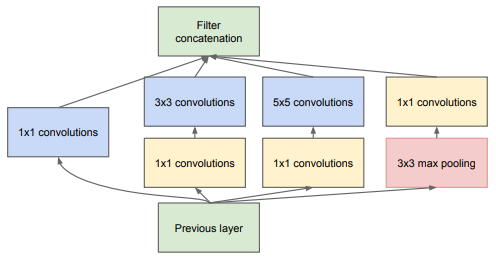 Filter
concatenation
3x3 convolutions
5x5 convolutions
1x1 convolutions
1x1 convolutions
1x1 convolutions
1x1 convolutions
3x3 max pooling
Previous layer